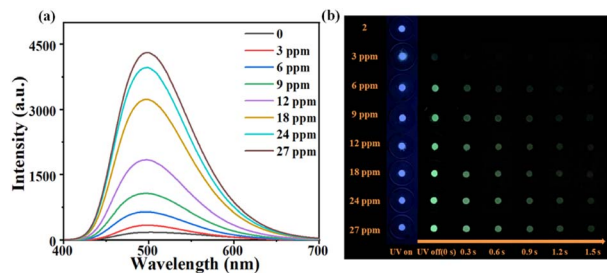 (a)
Intensity (a.u.)
4500
3000
1500
0
400
500
600
700
Wavelength (nm)
0
3 ppm
6 ppm
9 ppm
12 ppm
18 ppm
24 ppm
27 ppm
(b)
2
3 ppm
6 ppm
9 ppm
12 ppm
18 ppm
24 ppm
27 ppm
UV on UV off(0 s) 0.3 s 0.6 s 0.9 s 1.2 s 1.5 s